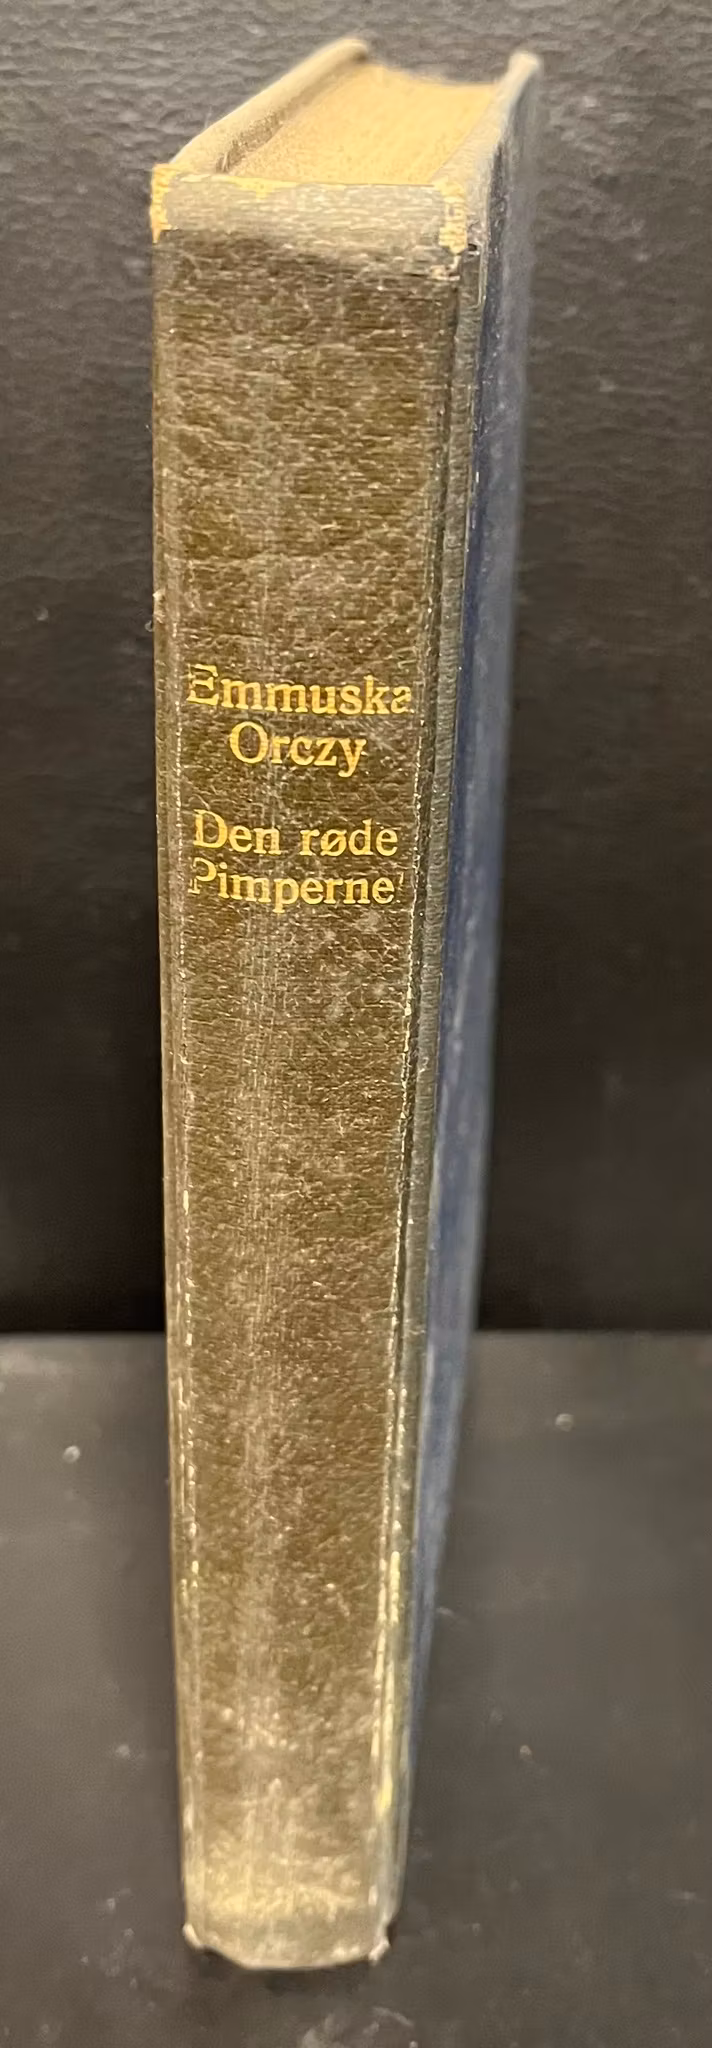 Emmuska
Orczy
Den røde
Pimpernel